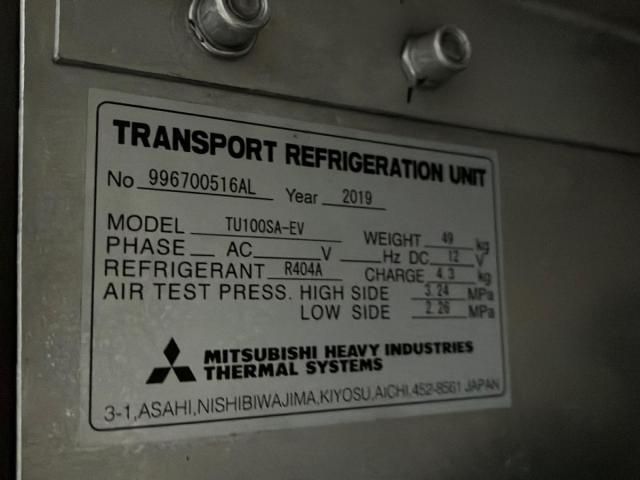 TRANSPORT REFRIGERATION UNIT
No 996700516AL Year 2019
MODEL TU100SA-EV WEIGHT 49 kg
PHASE AC V Hz DC 12 V
REFRIGERANT R404A CHARGE 4.3 kg
AIR TEST PRESS. HIGH SIDE 3.24 MPa
LOW SIDE 2.26 MPa
MITSUBISHI HEAVY INDUSTRIES
THERMAL SYSTEMS
3-1,ASAHI,NISHIBIWAJIMA,KIYOSU,AICHI,452-8561 JAPAN